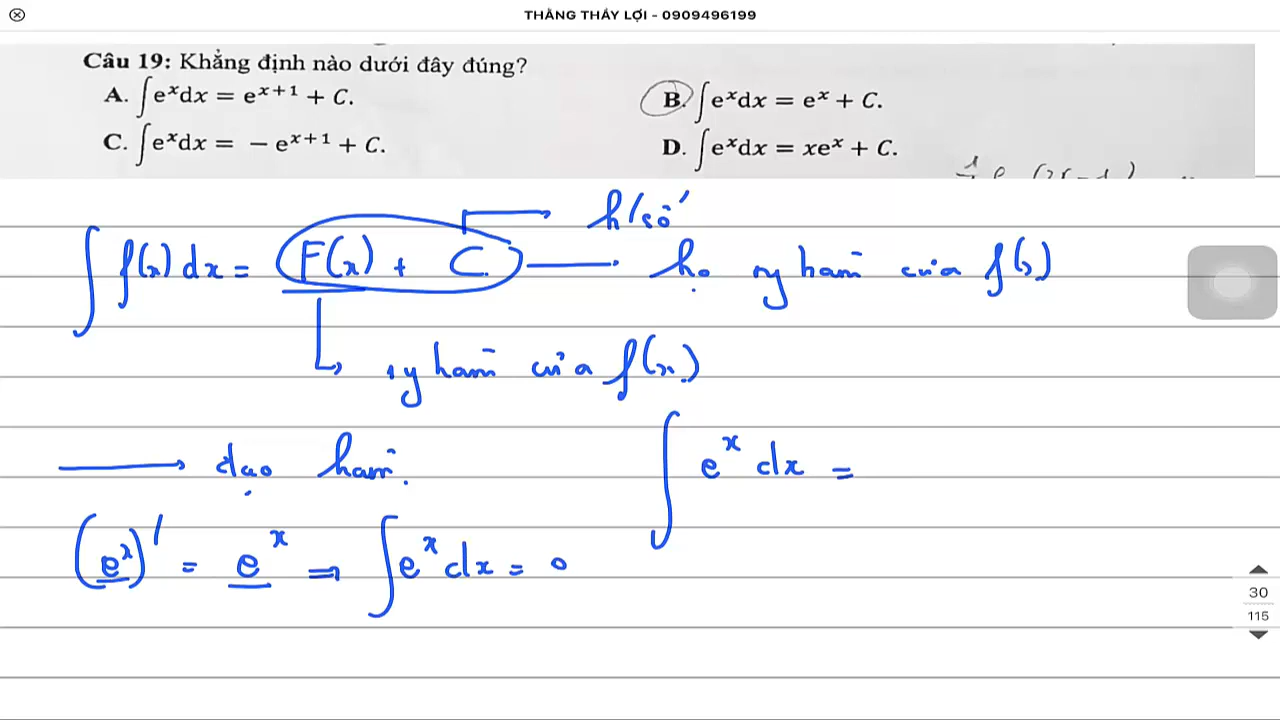 THẦNG THẦY LỢI - 0909496199
Câu 19: Khẳng định nào dưới đây đúng?
A. ∫eˣdx = eˣ⁺¹ + C.
B. ∫eˣdx = eˣ + C.
C. ∫eˣdx = −eˣ⁺¹ + C.
D. ∫eˣdx = xeˣ + C.
h/số
∫ f(x) dx = F(x) + C → họ ng hàm của f(x)
ng hàm của f(x)
→ đạo hàm.
∫ eˣ dx =
(eˣ)' = eˣ ⇒ ∫ eˣ dx =
30
115